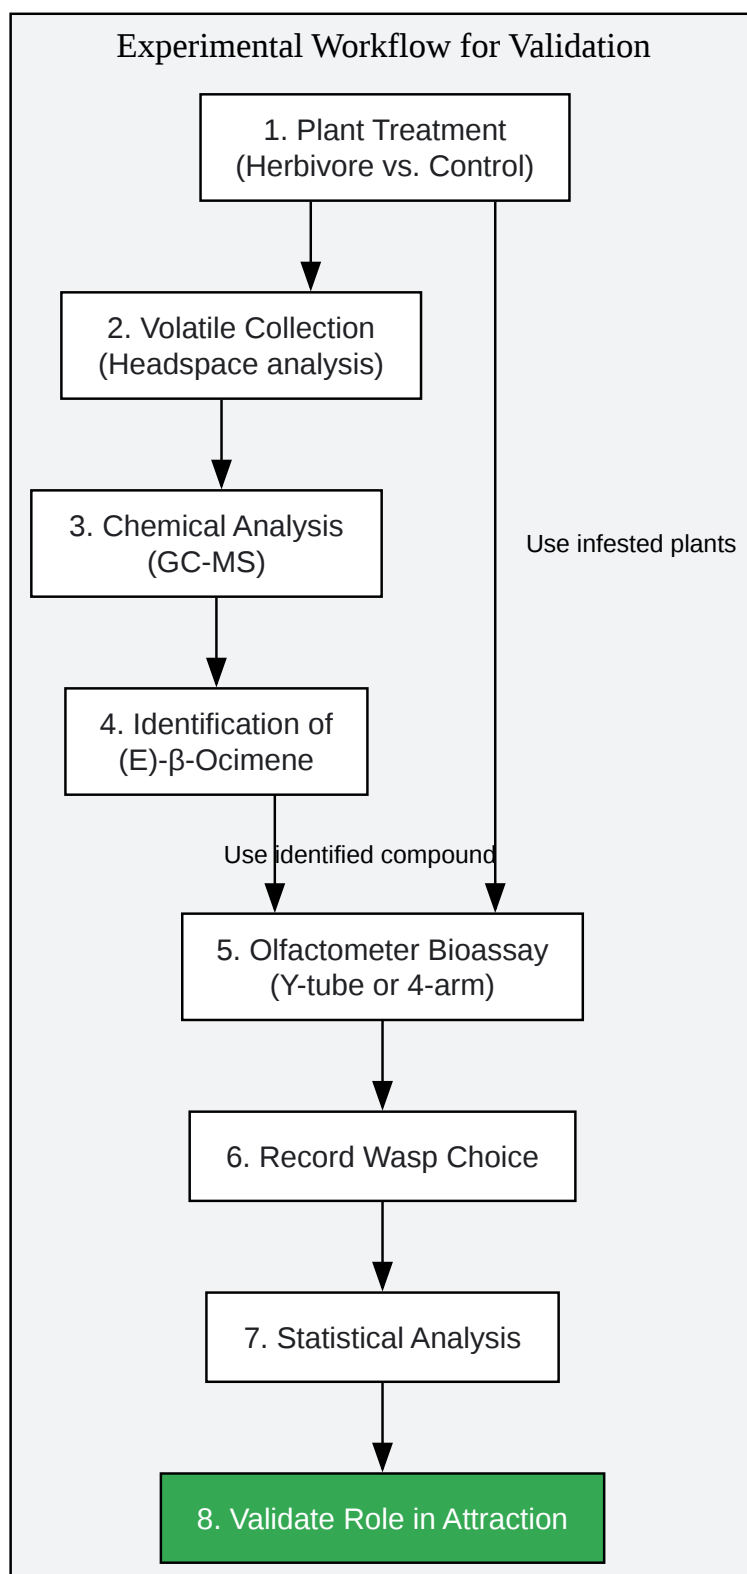 Experimental Workflow for Validation
1. Plant Treatment
(Herbivore vs. Control)
2. Volatile Collection
(Headspace analysis)
3. Chemical Analysis
(GC-MS)
Use infested plants
4. Identification of
(E)-β-Ocimene
Use identified compound
5. Olfactometer Bioassay
(Y-tube or 4-arm)
6. Record Wasp Choice
7. Statistical Analysis
8. Validate Role in Attraction